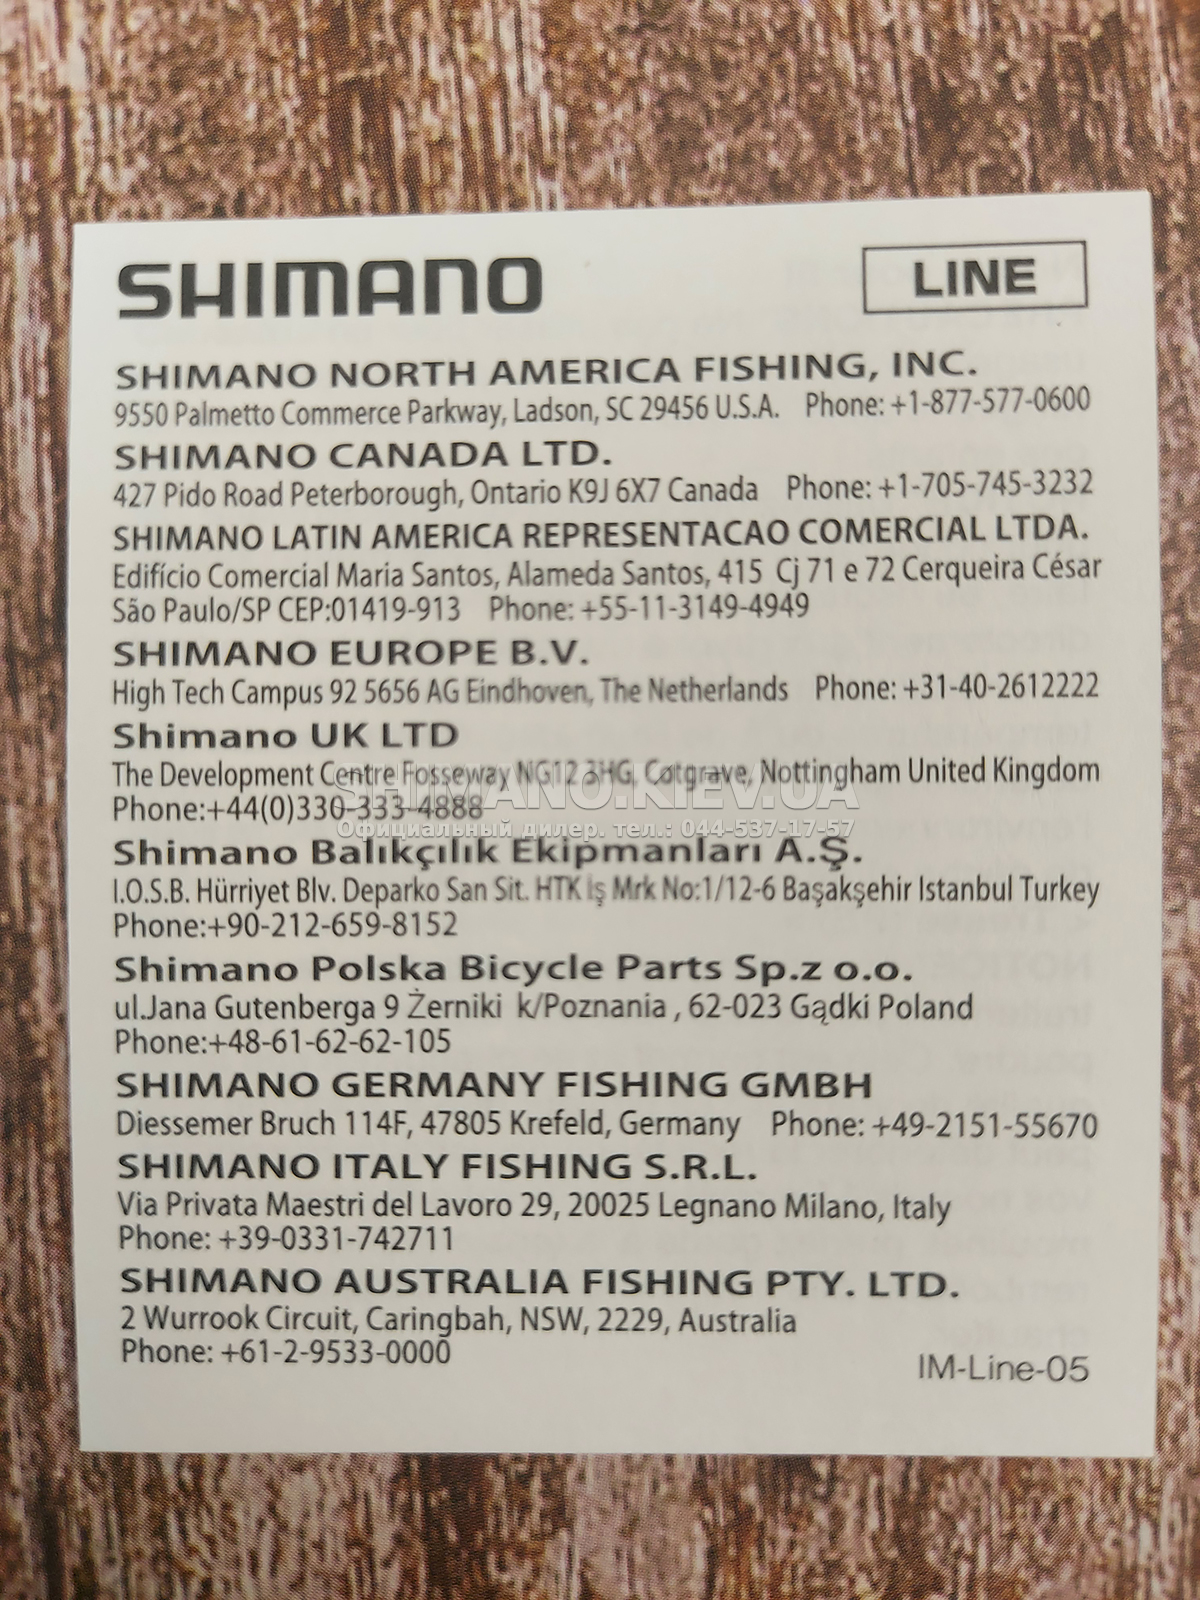 SHIMANO
LINE
SHIMANO NORTH AMERICA FISHING, INC.
9550 Palmetto Commerce Parkway, Ladson, SC 29456 U.S.A. Phone: +1-877-577-0600
SHIMANO CANADA LTD.
427 Pido Road Peterborough, Ontario K9J 6X7 Canada Phone: +1-705-745-3232
SHIMANO LATIN AMERICA REPRESENTACAO COMERCIAL LTDA.
Edifício Comercial Maria Santos, Alameda Santos, 415 Cj 71 e 72 Cerqueira César
São Paulo/SP CEP:01419-913 Phone: +55-11-3149-4949
SHIMANO EUROPE B.V.
High Tech Campus 92 5656 AG Eindhoven, The Netherlands Phone: +31-40-2612222
Shimano UK LTD
The Development Centre Fosseway NG12 3HG, Cotgrave, Nottingham United Kingdom
SHIMANO.KIEV.UA
Phone:+44(0)330-333-4888
Официальный дилер. тел.: 044-537-17-57
Shimano Balıkçılık Ekipmanları A.Ş.
I.O.S.B. Hürriyet Blv. Deparko San Sit. HTK İş Mrk No:1/12-6 Başakşehir Istanbul Turkey
Phone:+90-212-659-8152
Shimano Polska Bicycle Parts Sp.z o.o.
ul.Jana Gutenberga 9 Żerniki k/Poznania , 62-023 Gądki Poland
Phone:+48-61-62-62-105
SHIMANO GERMANY FISHING GMBH
Diessemer Bruch 114F, 47805 Krefeld, Germany Phone: +49-2151-55670
SHIMANO ITALY FISHING S.R.L.
Via Privata Maestri del Lavoro 29, 20025 Legnano Milano, Italy
Phone: +39-0331-742711
SHIMANO AUSTRALIA FISHING PTY. LTD.
2 Wurrook Circuit, Caringbah, NSW, 2229, Australia
Phone: +61-2-9533-0000
IM-Line-05